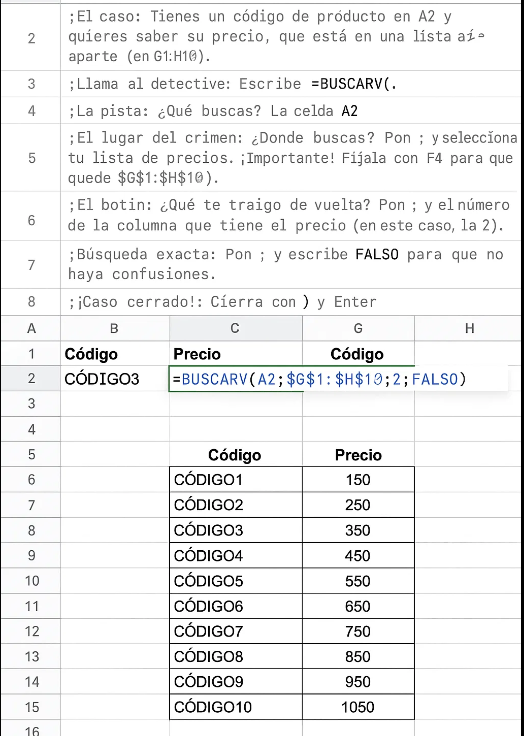 2
;El caso: Tienes un código de producto en A2 y
quieres saber su precio, que está en una lista
aparte (en G1:H10).
3 ;Llama al detective: Escribe =BUSCARV(.
4 ;La pista: ¿Qué buscas? La celda A2
5
;El lugar del crimen: ¿Donde buscas? Pon ; y selecciona
tu lista de precios. ¡Importante! Fíjala con F4 para que
quede $G$1:$H$10).
6
;El botin: ¿Qué te traigo de vuelta? Pon ; y el número
de la columna que tiene el precio (en este caso, la 2).
7
;Búsqueda exacta: Pon ; y escribe FALSO para que no
haya confusiones.
8 ;¡Caso cerrado!: Cíerra con ) y Enter
A B C G H
1 Código Precio Código
2 CÓDIGO3 =BUSCARV(A2;$G$1:$H$10;2;FALSO)
3
4
5 Código Precio
6 CÓDIGO1 150
7 CÓDIGO2 250
8 CÓDIGO3 350
9 CÓDIGO4 450
10 CÓDIGO5 550
11 CÓDIGO6 650
12 CÓDIGO7 750
13 CÓDIGO8 850
14 CÓDIGO9 950
15 CÓDIGO10 1050
16